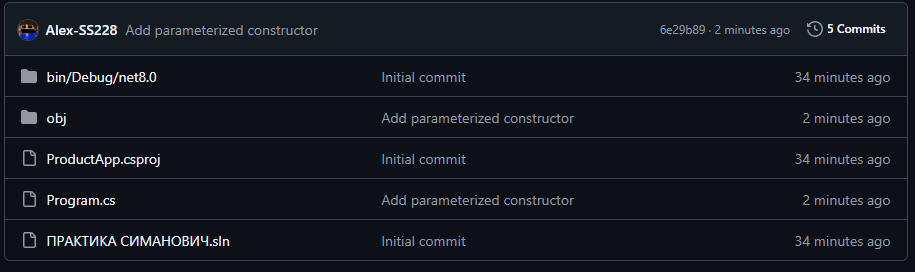 Alex-SS228 Add parameterized constructor 6e29b89 · 2 minutes ago 5 Commits
bin/Debug/net8.0 Initial commit 34 minutes ago
obj Add parameterized constructor 2 minutes ago
ProductApp.csproj Initial commit 34 minutes ago
Program.cs Add parameterized constructor 2 minutes ago
ПРАКТИКА СИМАНОВИЧ.sln Initial commit 34 minutes ago